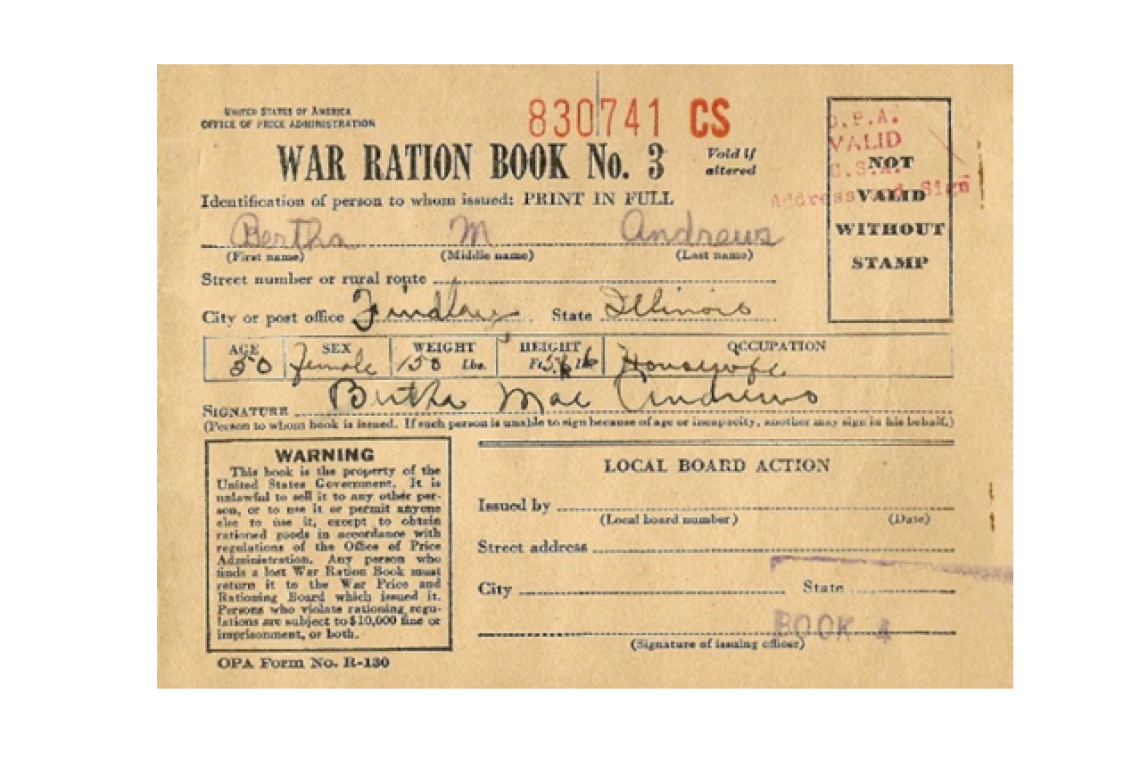 UNITED STATES OF AMERICA
OFFICE OF PRICE ADMINISTRATION
830741 CS
WAR RATION BOOK No. 3
Void if
altered
Identification of person to whom issued: PRINT IN FULL
Bertha M Andrews
(First name) (Middle name) (Last name)
Street number or rural route
City or post office Findlay State Illinois
AGE SEX WEIGHT HEIGHT OCCUPATION
50 Female 158 Lbs. Ft. In. Housewife
SIGNATURE Bertha Mae Andrews
(Person to whom book is issued. If such person is unable to sign because of age or incapacity, another may sign in his behalf.)
O.P.A.
VALID
U.S.A.
Address and Sign
NOT
VALID
WITHOUT
STAMP
WARNING
This book is the property of the
United States Government. It is
unlawful to sell it to any other per-
son, or to use it or permit anyone
else to use it, except to obtain
rationed goods in accordance with
regulations of the Office of Price
Administration. Any person who
finds a lost War Ration Book must
return it to the War Price and
Rationing Board which issued it.
Persons who violate rationing regu-
lations are subject to $10,000 fine or
imprisonment, or both.
OPA Form No. R-130
LOCAL BOARD ACTION
Issued by
(Local board number) (Date)
Street address
City State
BOOK 4
(Signature of issuing officer)